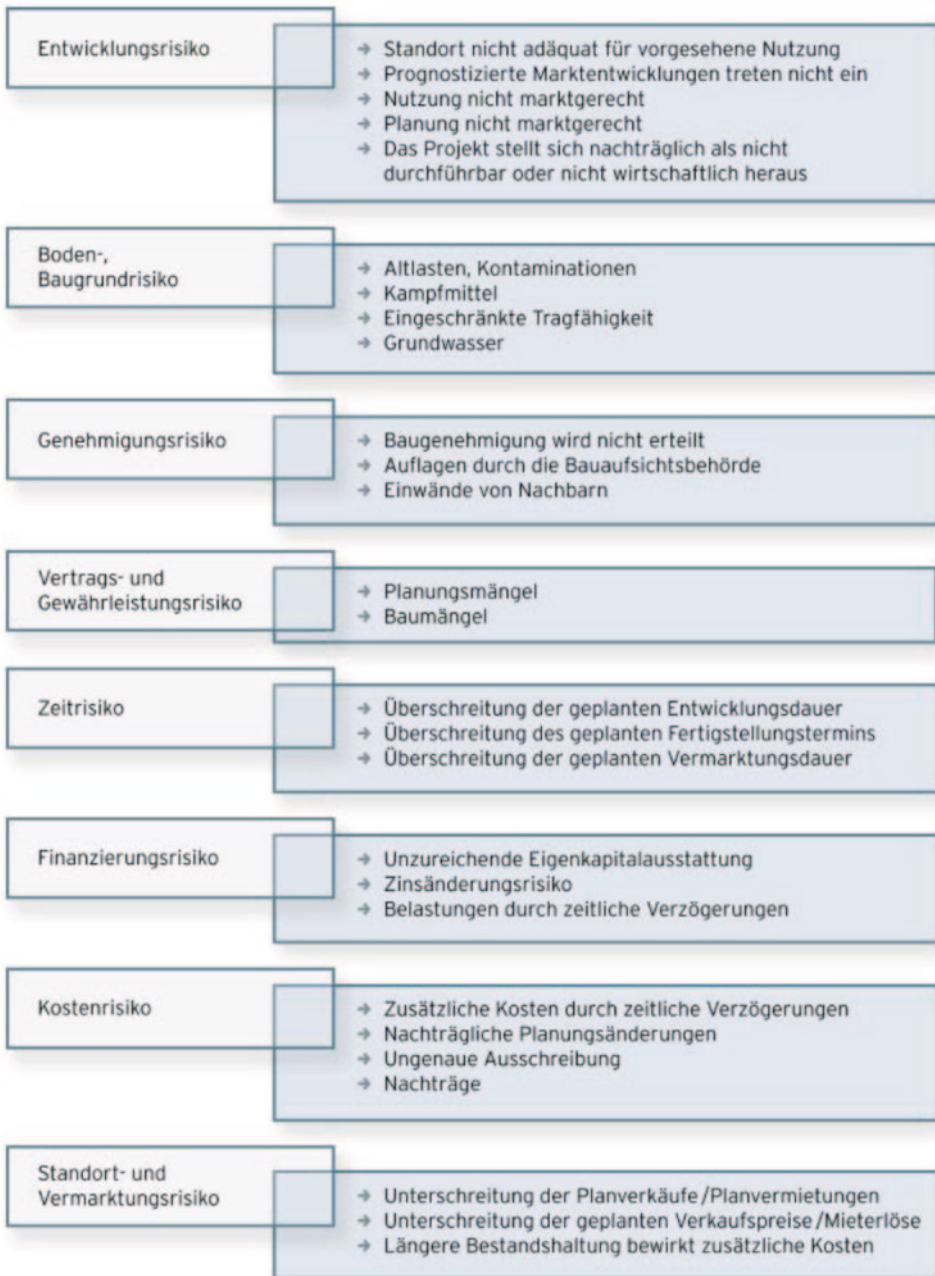 Entwicklungsrisiko
→ Standort nicht adäquat für vorgesehene Nutzung
→ Prognostizierte Marktentwicklungen treten nicht ein
→ Nutzung nicht marktgerecht
→ Planung nicht marktgerecht
→ Das Projekt stellt sich nachträglich als nicht
durchführbar oder nicht wirtschaftlich heraus
Boden-,
Baugrundrisiko
→ Altlasten, Kontaminationen
→ Kampfmittel
→ Eingeschränkte Tragfähigkeit
→ Grundwasser
Genehmigungsrisiko
→ Baugenehmigung wird nicht erteilt
→ Auflagen durch die Bauaufsichtsbehörde
→ Einwände von Nachbarn
Vertrags- und
Gewährleistungsrisiko
→ Planungsmängel
→ Baumängel
Zeitrisiko
→ Überschreitung der geplanten Entwicklungsdauer
→ Überschreitung des geplanten Fertigstellungstermins
→ Überschreitung der geplanten Vermarktungsdauer
Finanzierungsrisiko
→ Unzureichende Eigenkapitalausstattung
→ Zinsänderungsrisiko
→ Belastungen durch zeitliche Verzögerungen
Kostenrisiko
→ Zusätzliche Kosten durch zeitliche Verzögerungen
→ Nachträgliche Planungsänderungen
→ Ungenaue Ausschreibung
→ Nachträge
Standort- und
Vermarktungsrisiko
→ Unterschreitung der Planverkäufe/Planvermietungen
→ Unterschreitung der geplanten Verkaufspreise/Mieterlöse
→ Längere Bestandshaltung bewirkt zusätzliche Kosten